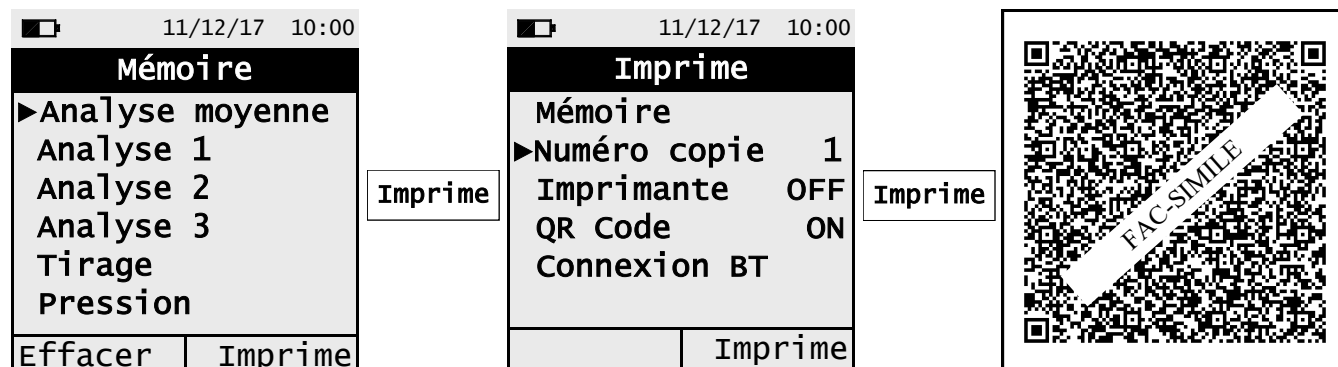 11/12/17 10:00
Mémoire
►Analyse moyenne
Analyse 1
Analyse 2
Analyse 3
Tirage
Pression
Effacer Imprime
Imprime
11/12/17 10:00
Imprime
Mémoire
►Numéro copie 1
Imprimante OFF
QR Code ON
Connexion BT
Imprime
Imprime
FAC-SIMILE